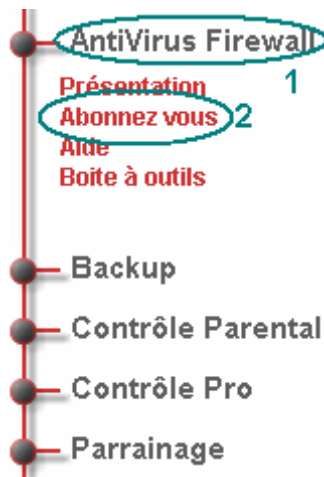 AntiVirus Firewall
1
Présentation
Abonnez vous 2
Aide
Boite à outils
Backup
Contrôle Parental
Contrôle Pro
Parrainage